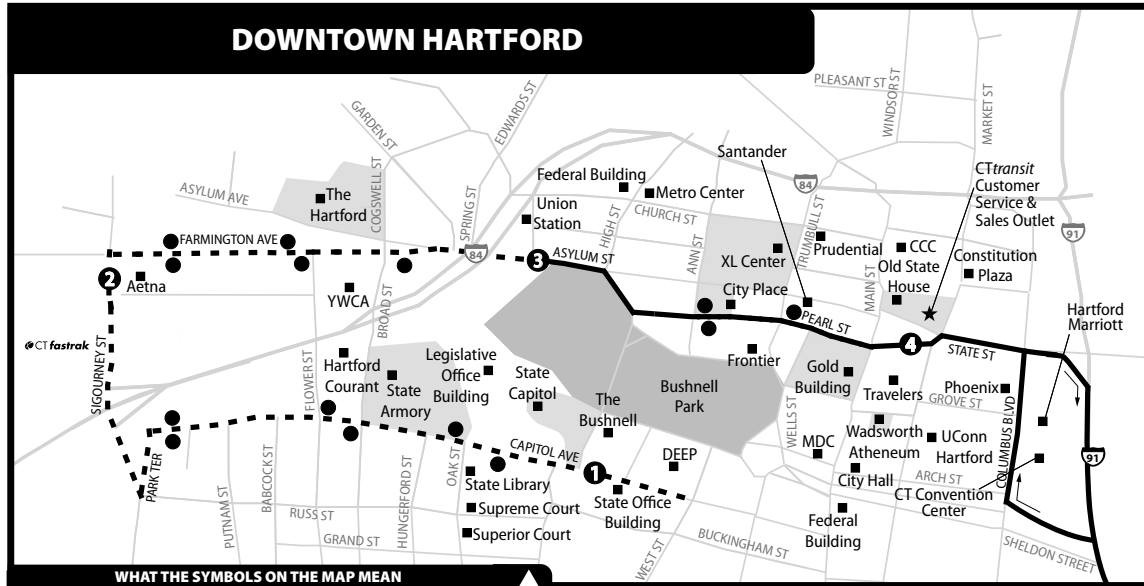 DOWNTOWN HARTFORD
PLEASANT ST
WINDSOR ST
MARKET ST
EDWARDS ST
GARDEN ST
COGSWELL ST
SPRING ST
ASYLUM AVE
The
Hartford
Federal Building
Metro Center
Santander
84
CTtransit
Customer
Service &
Sales Outlet
Union
Station
CHURCH ST
HIGH ST
ANN ST
TRUMBULL ST
Prudential
CCC
Old State
House
Constitution
Plaza
91
FARMINGTON AVE
84
3
ASYLUM ST
XL Center
City Place
MAIN ST
2
Aetna
YWCA
BROAD ST
PEARL ST
4
STATE ST
Hartford
Marriott
CT fastrak
SIGOURNEY ST
FLOWER ST
Hartford
Courant
State
Armory
Legislative
Office
Building
State
Capitol
The
Bushnell
Bushnell
Park
Frontier
Gold
Building
Travelers
Phoenix
GROVE ST
COLUMBUS BLVD
WELLS ST
Wadsworth
Atheneum
UConn
Hartford
MDC
City Hall
ARCH ST
CT Convention
Center
91
CAPITOL AVE
1
DEEP
State Office
Building
PARK TER
PUTNAM ST
BABCOCK ST
HUNGERFORD ST
OAK ST
State Library
Supreme Court
Superior Court
RUSS ST
GRAND ST
WEST ST
BUCKINGHAM ST
Federal
Building
SHELDON STREET
WHAT THE SYMBOLS ON THE MAP MEAN